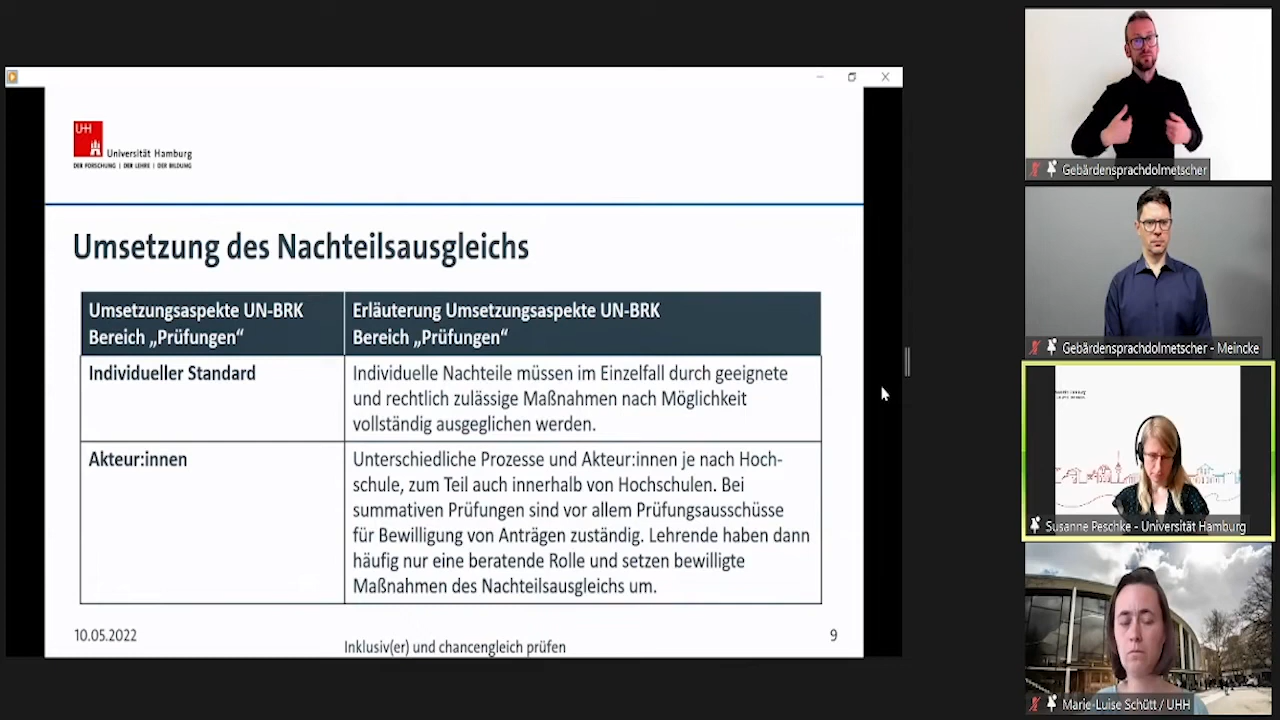 UHH
Universität Hamburg
DER FORSCHUNG | DER LEHRE | DER BILDUNG
Umsetzung des Nachteilsausgleichs
Umsetzungsaspekte UN-BRK
Bereich „Prüfungen“
Erläuterung Umsetzungsaspekte UN-BRK
Bereich „Prüfungen“
Individueller Standard
Individuelle Nachteile müssen im Einzelfall durch geeignete
und rechtlich zulässige Maßnahmen nach Möglichkeit
vollständig ausgeglichen werden.
Akteur:innen
Unterschiedliche Prozesse und Akteur:innen je nach Hoch-
schule, zum Teil auch innerhalb von Hochschulen. Bei
summativen Prüfungen sind vor allem Prüfungsausschüsse
für Bewilligung von Anträgen zuständig. Lehrende haben dann
häufig nur eine beratende Rolle und setzen bewilligte
Maßnahmen des Nachteilsausgleichs um.
10.05.2022
Inklusiv(er) und chancengleich prüfen
9
Gebärdensprachdolmetscher
Gebärdensprachdolmetscher - Meincke
Susanne Peschke - Universität Hamburg
Marie-Luise Schütt / UHH